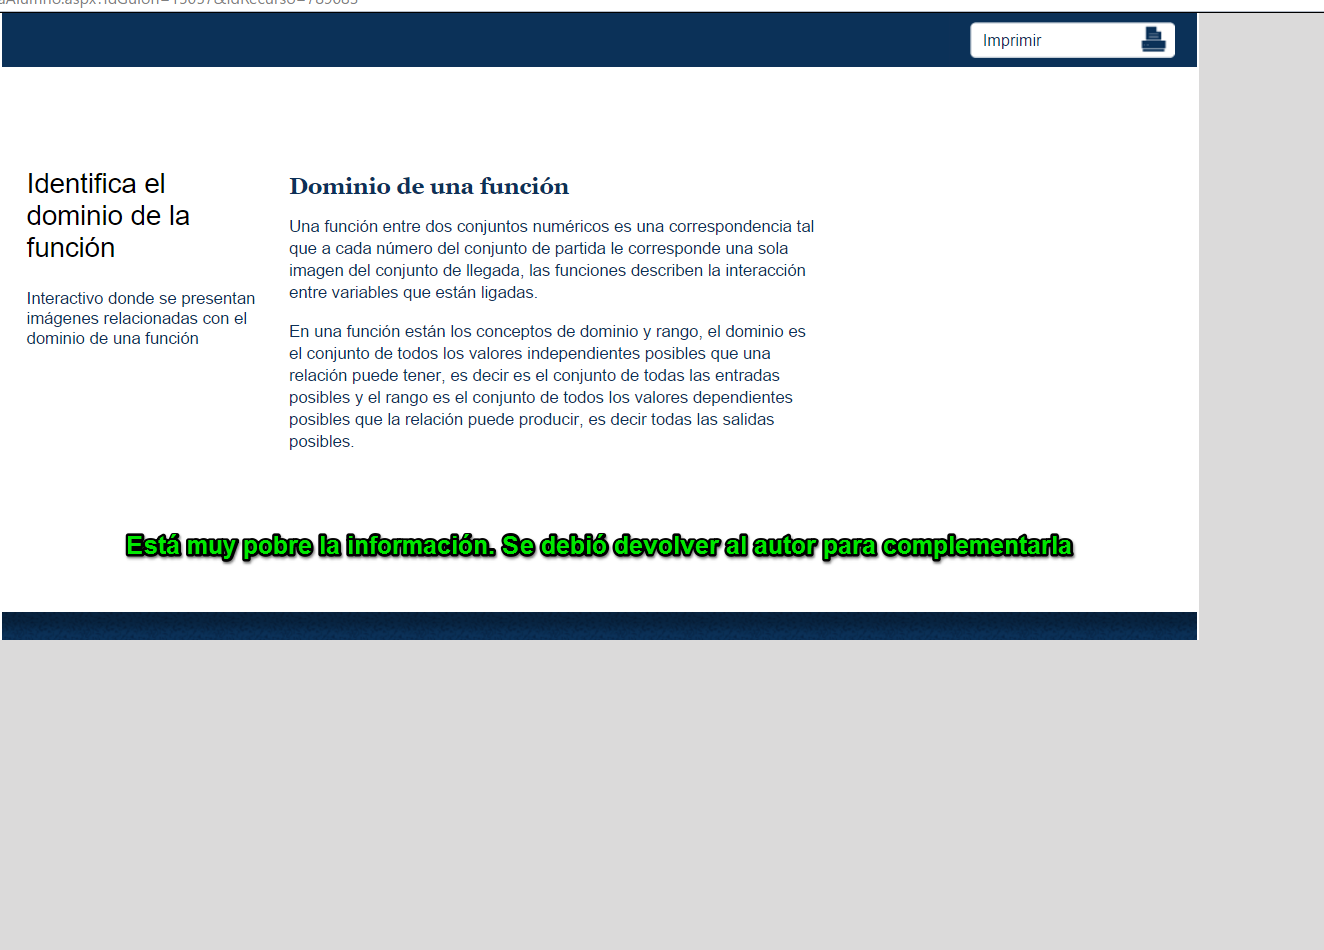 Imprimir
Identifica el
dominio de la
función
Interactivo donde se presentan
imágenes relacionadas con el
dominio de una función
Dominio de una función
Una función entre dos conjuntos numéricos es una correspondencia tal
que a cada número del conjunto de partida le corresponde una sola
imagen del conjunto de llegada, las funciones describen la interacción
entre variables que están ligadas.
En una función están los conceptos de dominio y rango, el dominio es
el conjunto de todos los valores independientes posibles que una
relación puede tener, es decir es el conjunto de todas las entradas
posibles y el rango es el conjunto de todos los valores dependientes
posibles que la relación puede producir, es decir todas las salidas
posibles.
Está muy pobre la información. Se debió devolver al autor para complementarla